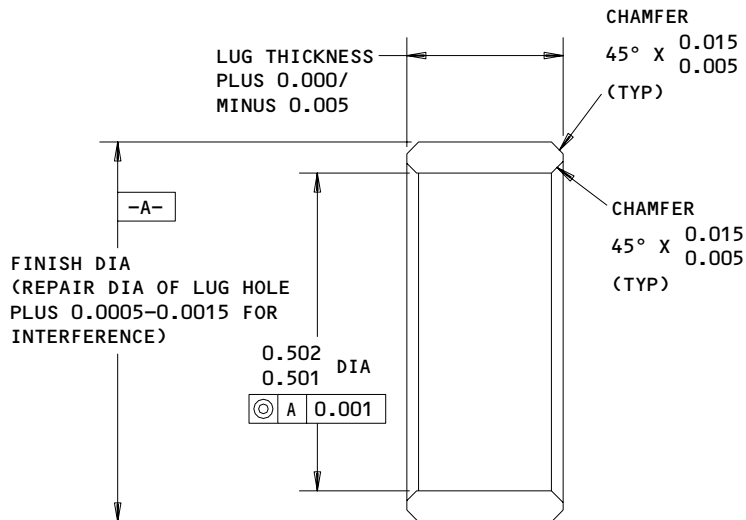 CHAMFER
45° X 0.015
0.005
(TYP)
LUG THICKNESS
PLUS 0.000/
MINUS 0.005
-A-
CHAMFER
45° X 0.015
0.005
(TYP)
FINISH DIA
(REPAIR DIA OF LUG HOLE
PLUS 0.0005-0.0015 FOR
INTERFERENCE)
0.502
0.501 DIA
◎ A 0.001